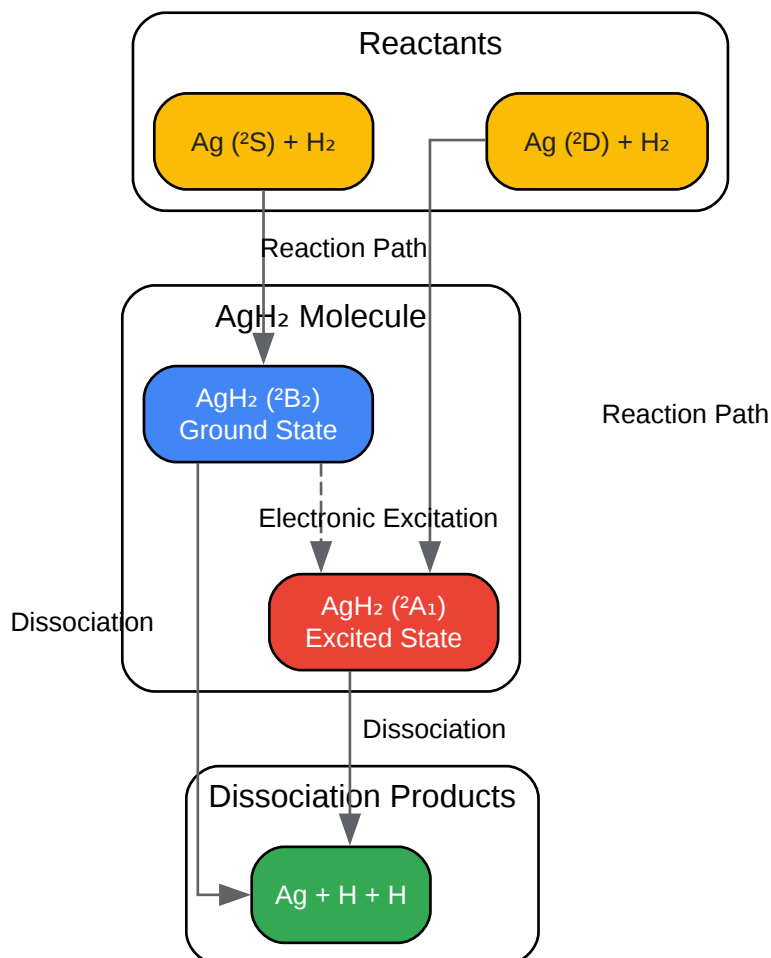 Reactants
Ag (²S) + H₂
Ag (²D) + H₂
Reaction Path
AgH₂ Molecule
AgH₂ (²B₂)
Ground State
Reaction Path
Electronic Excitation
AgH₂ (²A₁)
Excited State
Dissociation
Dissociation
Dissociation Products
Ag + H + H